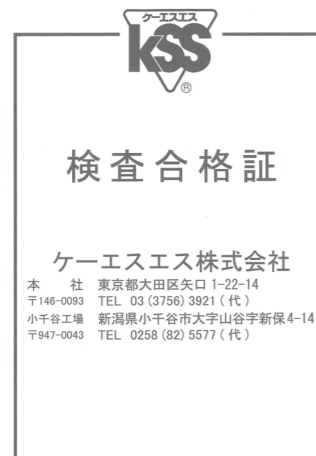 ケーエスエス
KSS
®
検査合格証
ケーエスエス株式会社
本　社　東京都大田区矢口 1-22-14
〒146-0093　TEL 03 (3756) 3921 ( 代 )
小千谷工場　新潟県小千谷市大字山谷字新保 4-14
〒947-0043　TEL 0258 (82) 5577 ( 代 )